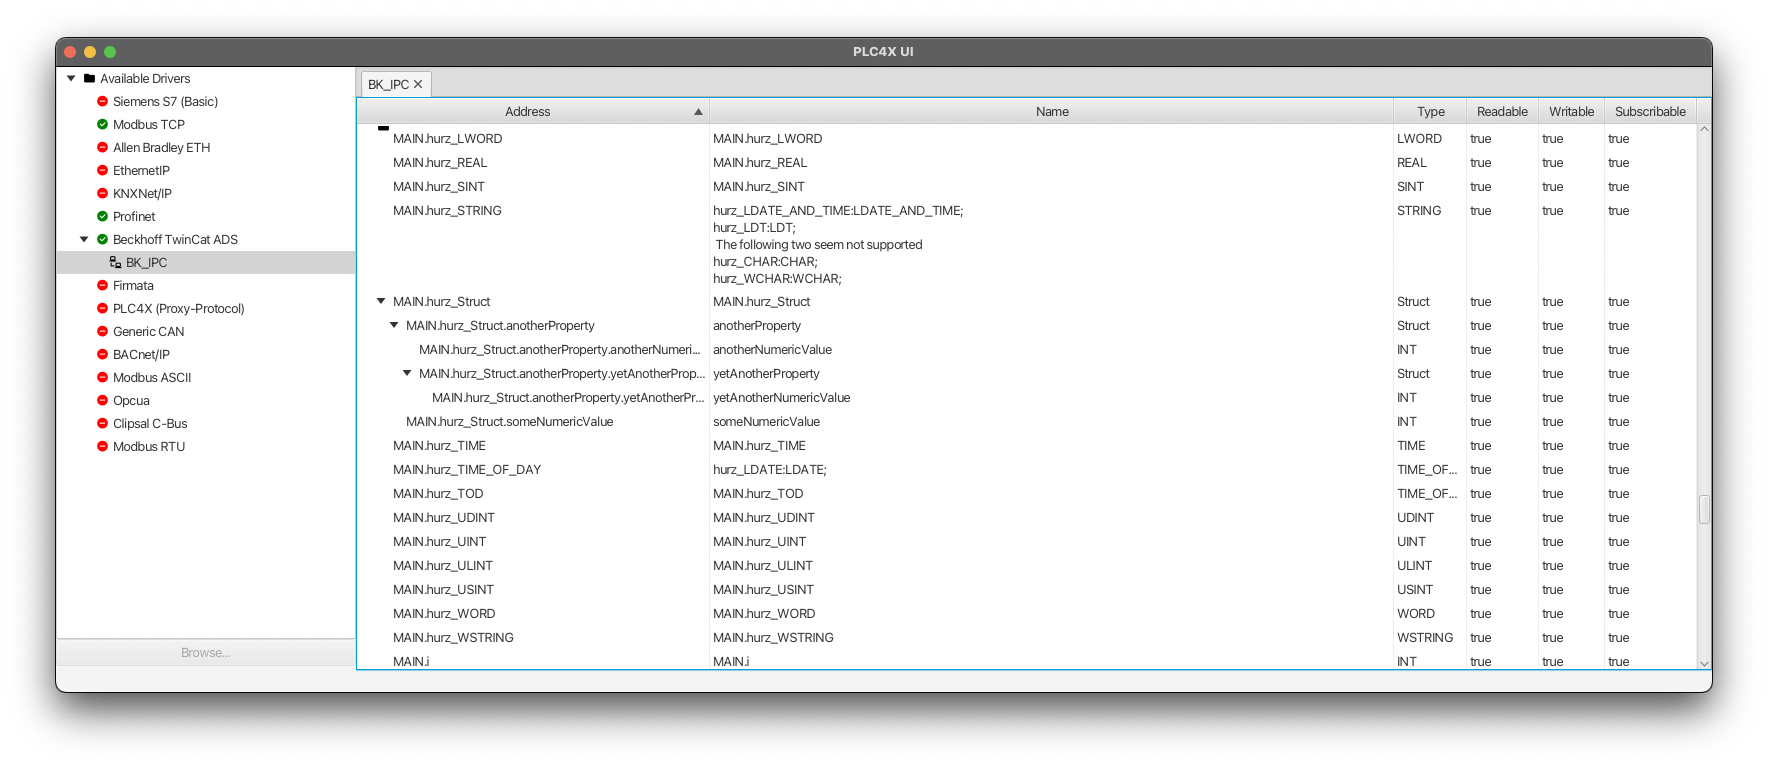 PLC4X UI
Available Drivers
Siemens S7 (Basic)
Modbus TCP
Allen Bradley ETH
EthernetIP
KNXNet/IP
Profinet
Beckhoff TwinCat ADS
BK_IPC
Firmata
PLC4X (Proxy-Protocol)
Generic CAN
BACnet/IP
Modbus ASCII
Opcua
Clipsal C-Bus
Modbus RTU
Browse...
BK_IPC
Address Name Type Readable Writable Subscribable
MAIN.hurz_LWORD MAIN.hurz_LWORD LWORD true true true
MAIN.hurz_REAL MAIN.hurz_REAL REAL true true true
MAIN.hurz_SINT MAIN.hurz_SINT SINT true true true
MAIN.hurz_STRING hurz_LDATE_AND_TIME:LDATE_AND_TIME; STRING true true true
hurz_LDT:LDT;
The following two seem not supported
hurz_CHAR:CHAR;
hurz_WCHAR:WCHAR;
MAIN.hurz_Struct MAIN.hurz_Struct Struct true true true
MAIN.hurz_Struct.anotherProperty anotherProperty Struct true true true
MAIN.hurz_Struct.anotherProperty.anotherNumeri... anotherNumericValue INT true true true
MAIN.hurz_Struct.anotherProperty.yetAnotherProp... yetAnotherProperty Struct true true true
MAIN.hurz_Struct.anotherProperty.yetAnotherPr... yetAnotherNumericValue INT true true true
MAIN.hurz_Struct.someNumericValue someNumericValue INT true true true
MAIN.hurz_TIME MAIN.hurz_TIME TIME true true true
MAIN.hurz_TIME_OF_DAY hurz_LDATE:LDATE; TIME_OF... true true true
MAIN.hurz_TOD MAIN.hurz_TOD TIME_OF... true true true
MAIN.hurz_UDINT MAIN.hurz_UDINT UDINT true true true
MAIN.hurz_UINT MAIN.hurz_UINT UINT true true true
MAIN.hurz_ULINT MAIN.hurz_ULINT ULINT true true true
MAIN.hurz_USINT MAIN.hurz_USINT USINT true true true
MAIN.hurz_WORD MAIN.hurz_WORD WORD true true true
MAIN.hurz_WSTRING MAIN.hurz_WSTRING WSTRING true true true
MAIN.i MAIN.i INT true true true